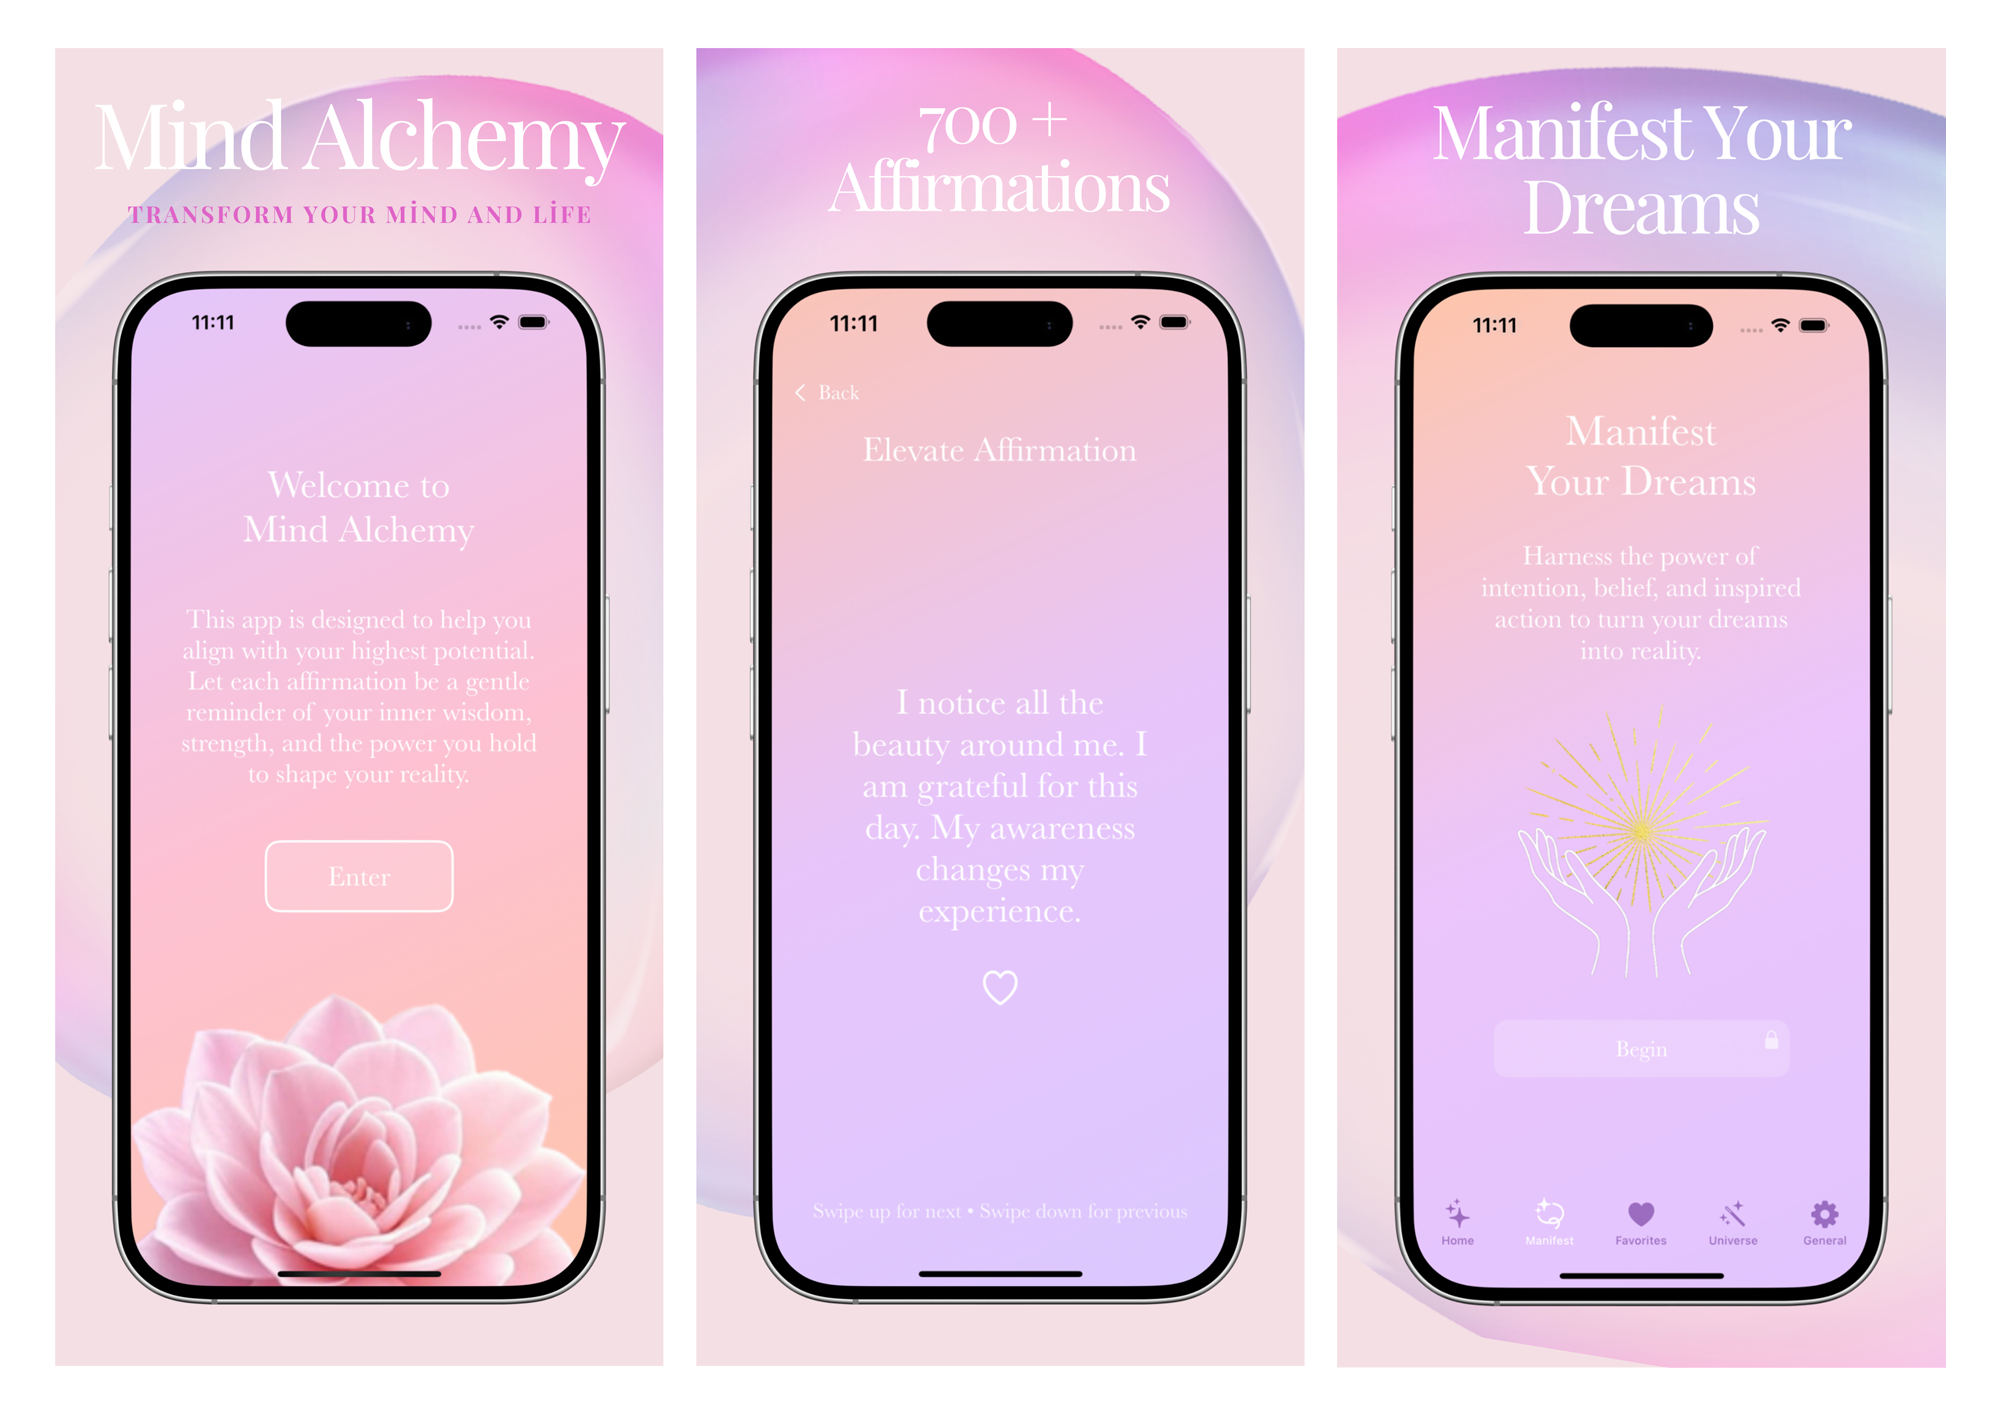 Mind Alchemy
TRANSFORM YOUR MİND AND LİFE
11:11
Welcome to
Mind Alchemy
This app is designed to help you
align with your highest potential.
Let each affirmation be a gentle
reminder of your inner wisdom,
strength, and the power you hold
to shape your reality.
Enter
700 +
Affirmations
11:11
Back
Elevate Affirmation
I notice all the
beauty around me. I
am grateful for this
day. My awareness
changes my
experience.
Swipe up for next • Swipe down for previous
Manifest Your
Dreams
11:11
Manifest
Your Dreams
Harness the power of
intention, belief, and inspired
action to turn your dreams
into reality.
Begin
Home Manifest Favorites Universe General